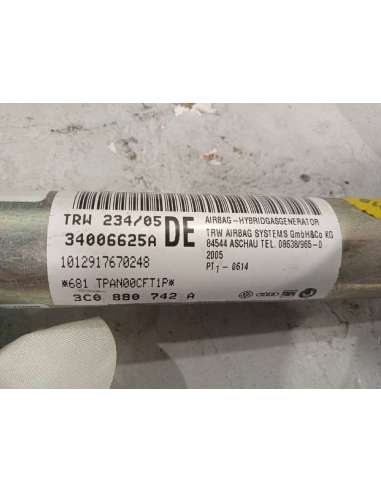 TRW 234/05
34006625A
DE
1012917670248
*681 TPAN00CFT1P*
3C0 880 742 A
AIRBAG-HYBRIDGASGENERATOR
TRW AIRBAG SYSTEMS GmbH&Co KG
84544 ASCHAU TEL. 08638/965-0
2005
PT1-0614